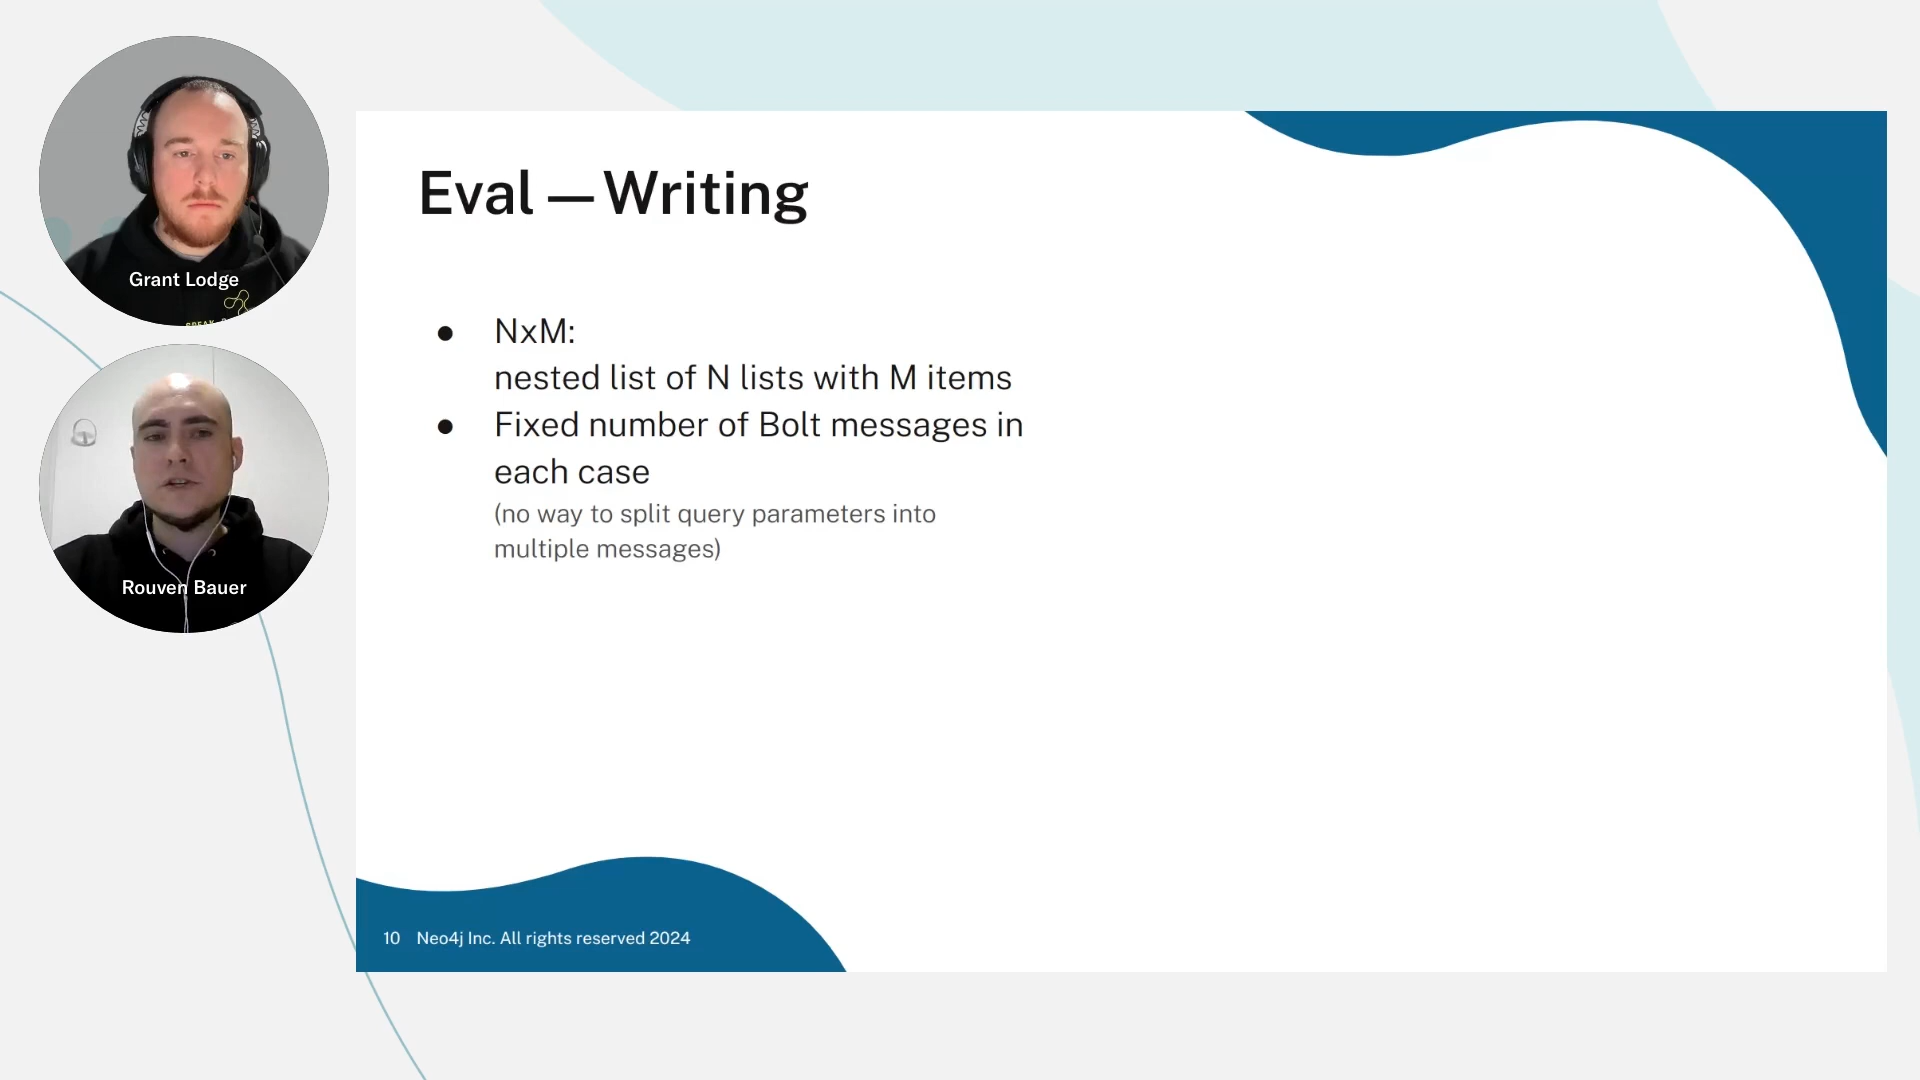 Grant Lodge
Rouven Bauer
Eval — Writing
● NxM:
nested list of N lists with M items
● Fixed number of Bolt messages in
each case
(no way to split query parameters into
multiple messages)
10 Neo4j Inc. All rights reserved 2024